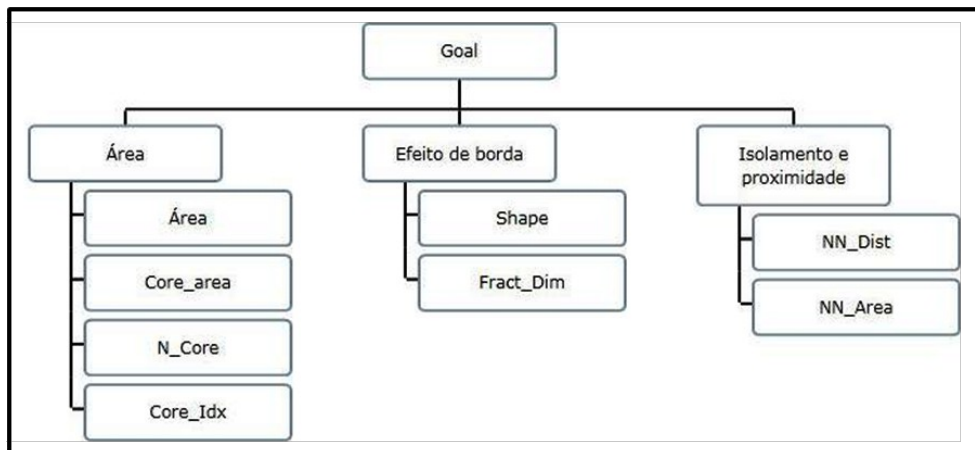 Goal
Área
Efeito de borda
Isolamento e
proximidade
Área
Core_area
N_Core
Core_Idx
Shape
Fract_Dim
NN_Dist
NN_Area